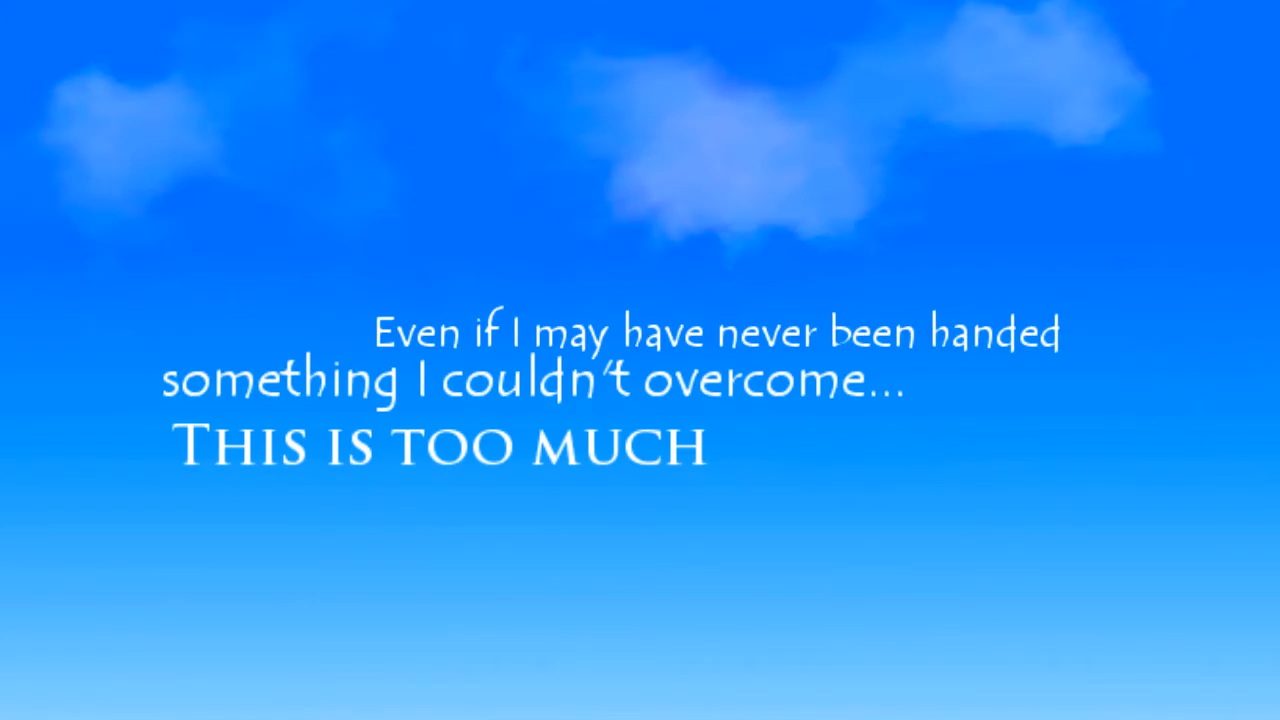 Even if I may have never been handed
something I couldn't overcome...
THIS IS TOO MUCH